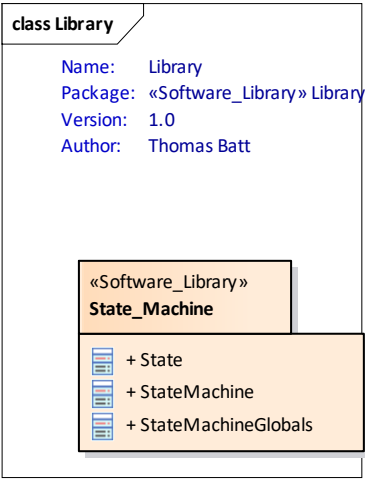 class Library
Name: Library
Package: «Software_Library» Library
Version: 1.0
Author: Thomas Batt
«Software_Library»
State_Machine
+ State
+ StateMachine
+ StateMachineGlobals